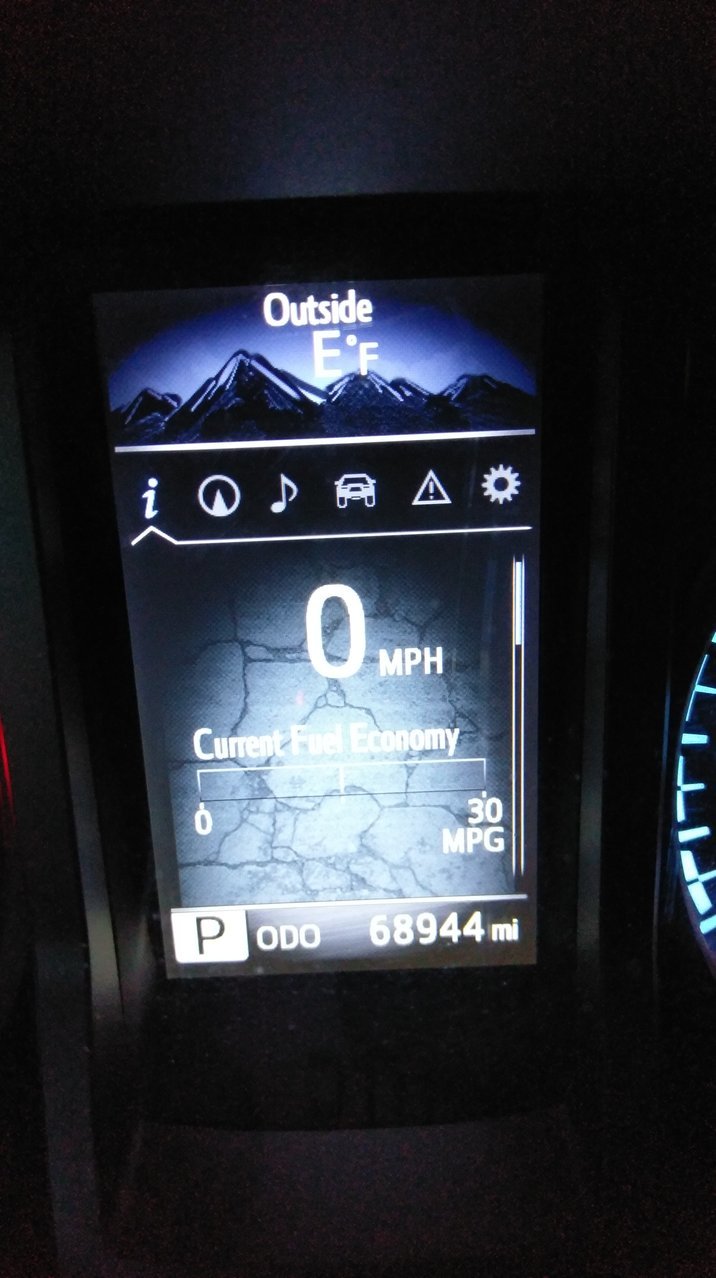 Outside
E°F
i
0 MPH
Current Fuel Economy
0 30
MPG
P ODO 68944 mi